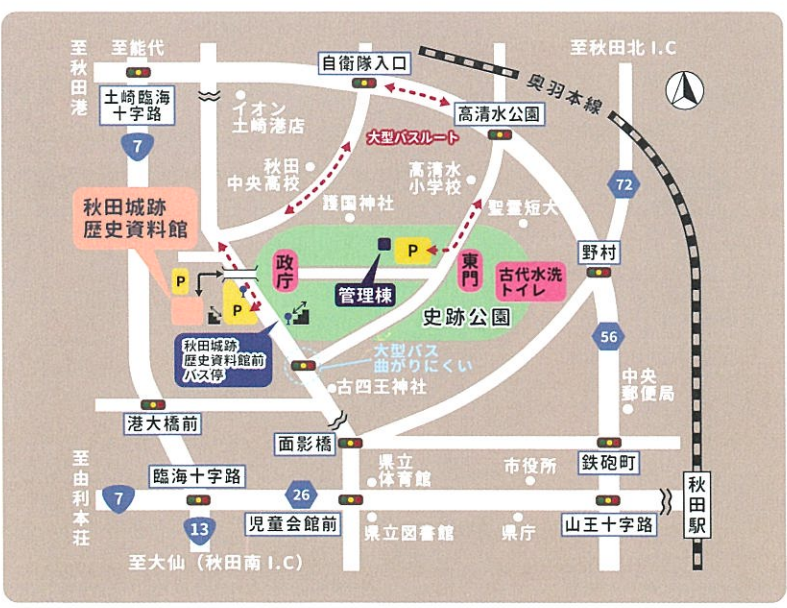 至秋田港
至能代
土崎臨海
十字路
7
イオン
土崎港店
自衛隊入口
大型バスルート
高清水公園
奥羽本線
至秋田北 I.C
72
秋田
中央高校
高清水
小学校
護国神社
聖霊短大
秋田城跡
歴史資料館
P
P
政庁
管理棟
P
東門
古代水洗
トイレ
史跡公園
野村
秋田城跡
歴史資料館前
バス停
大型バス
曲がりにくい
古四王神社
56
中央
郵便局
港大橋前
面影橋
鉄砲町
至由利本荘
7
臨海十字路
13
26
児童会館前
県立
体育館
県立図書館
市役所
県庁
山王十字路
秋田駅
至大仙（秋田南 I.C）